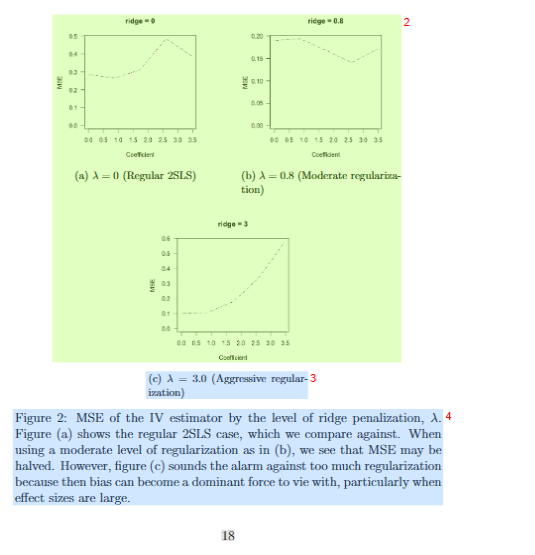 2
ridge = 0
ridge = 0.8
MSE
0.5
0.4
0.3
0.2
0.1
0.0
0.0 0.5 1.0 1.5 2.0 2.5 3.0 3.5
Coefficient
MSE
0.20
0.15
0.10
0.05
0.00
0.0 0.5 1.0 1.5 2.0 2.5 3.0 3.5
Coefficient
(a) λ = 0 (Regular 2SLS)
(b) λ = 0.8 (Moderate regulariza-
tion)
ridge = 3
MSE
0.6
0.5
0.4
0.3
0.2
0.1
0.0
0.0 0.5 1.0 1.5 2.0 2.5 3.0 3.5
Coefficient
(c) λ = 3.0 (Aggressive regular- 3
ization)
Figure 2: MSE of the IV estimator by the level of ridge penalization, λ. 4
Figure (a) shows the regular 2SLS case, which we compare against. When
using a moderate level of regularization as in (b), we see that MSE may be
halved. However, figure (c) sounds the alarm against too much regularization
because then bias can become a dominant force to vie with, particularly when
effect sizes are large.
18